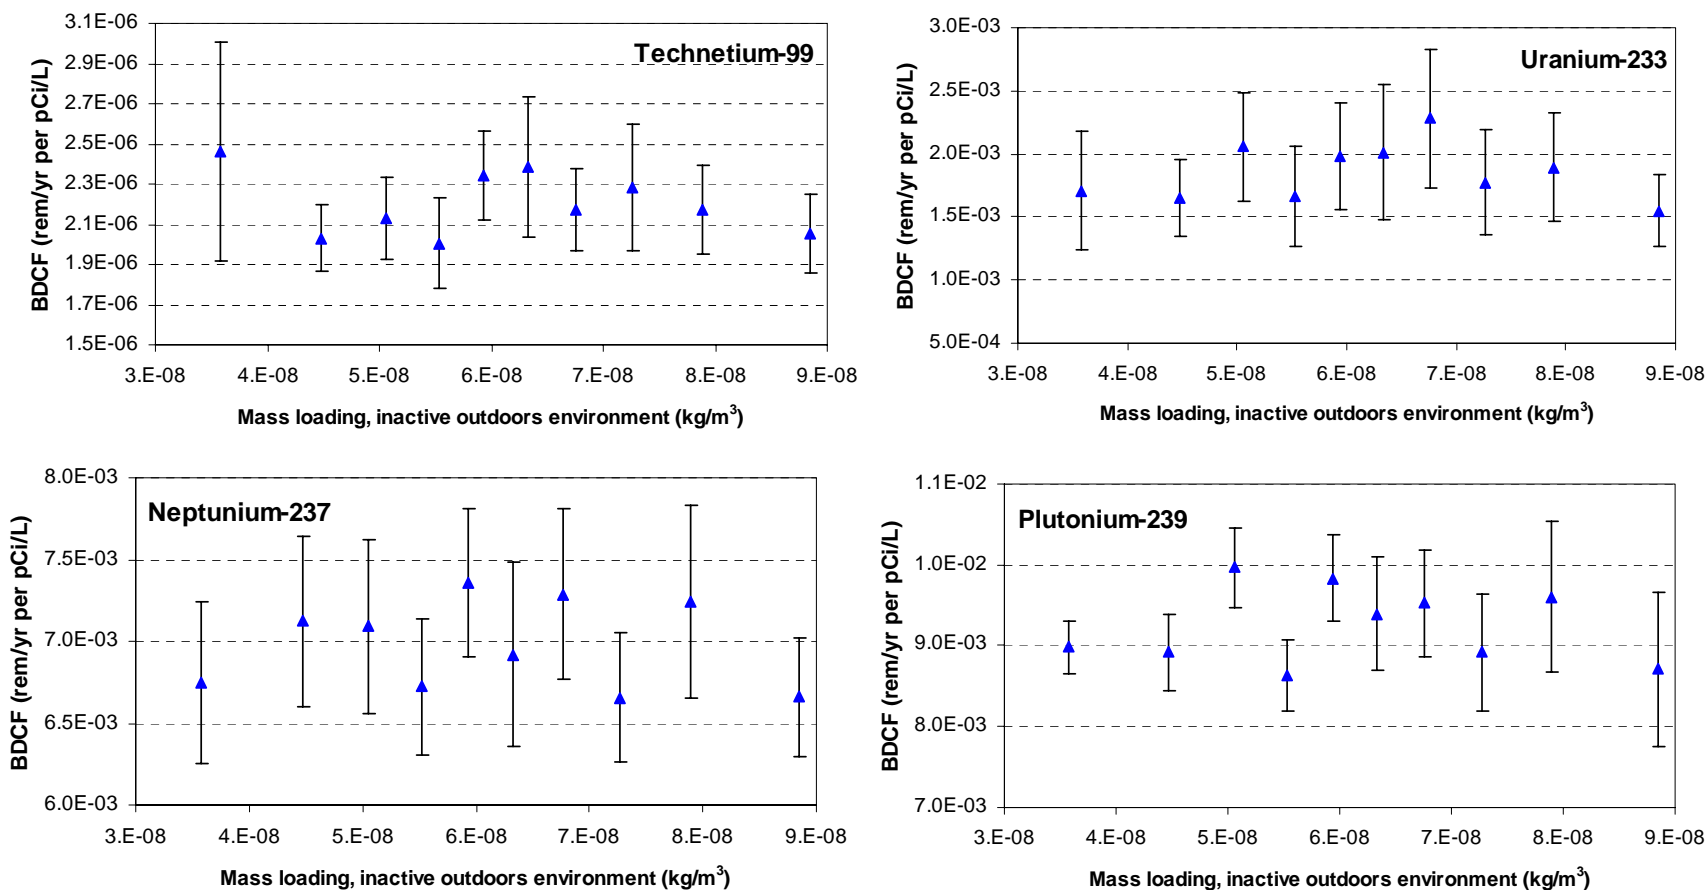 Technetium-99
BDCF (rem/yr per pCi/L)
3.1E-06
2.9E-06
2.7E-06
2.5E-06
2.3E-06
2.1E-06
1.9E-06
1.7E-06
1.5E-06
3.E-08 4.E-08 5.E-08 6.E-08 7.E-08 8.E-08 9.E-08
Mass loading, inactive outdoors environment (kg/m³)
Uranium-233
BDCF (rem/yr per pCi/L)
3.0E-03
2.5E-03
2.0E-03
1.5E-03
1.0E-03
5.0E-04
3.E-08 4.E-08 5.E-08 6.E-08 7.E-08 8.E-08 9.E-08
Mass loading, inactive outdoors environment (kg/m³)
Neptunium-237
BDCF (rem/yr per pCi/L)
8.0E-03
7.5E-03
7.0E-03
6.5E-03
6.0E-03
3.E-08 4.E-08 5.E-08 6.E-08 7.E-08 8.E-08 9.E-08
Mass loading, inactive outdoors environment (kg/m³)
Plutonium-239
BDCF (rem/yr per pCi/L)
1.1E-02
1.0E-02
9.0E-03
8.0E-03
7.0E-03
3.E-08 4.E-08 5.E-08 6.E-08 7.E-08 8.E-08 9.E-08
Mass loading, inactive outdoors environment (kg/m³)